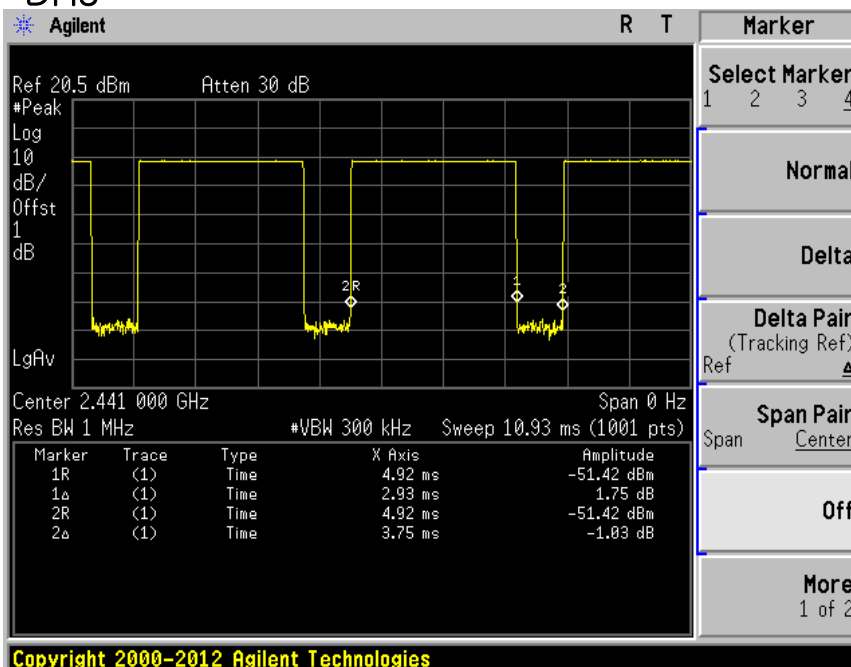 DH5
Agilent R T Marker
Ref 20.5 dBm Atten 30 dB
#Peak
Log
10
dB/
Offst
1
dB
LgAv
2R 1 2
Center 2.441 000 GHz Span 0 Hz
Res BW 1 MHz #VBW 300 kHz Sweep 10.93 ms (1001 pts)
Marker Trace Type X Axis Amplitude
1R (1) Time 4.92 ms -51.42 dBm
1Δ (1) Time 2.93 ms 1.75 dB
2R (1) Time 4.92 ms -51.42 dBm
2Δ (1) Time 3.75 ms -1.03 dB
Select Marker
1 2 3 4
Normal
Delta
Delta Pair
(Tracking Ref)
Ref Δ
Span Pair
Span Center
Off
More
1 of 2
Copyright 2000-2012 Agilent Technologies